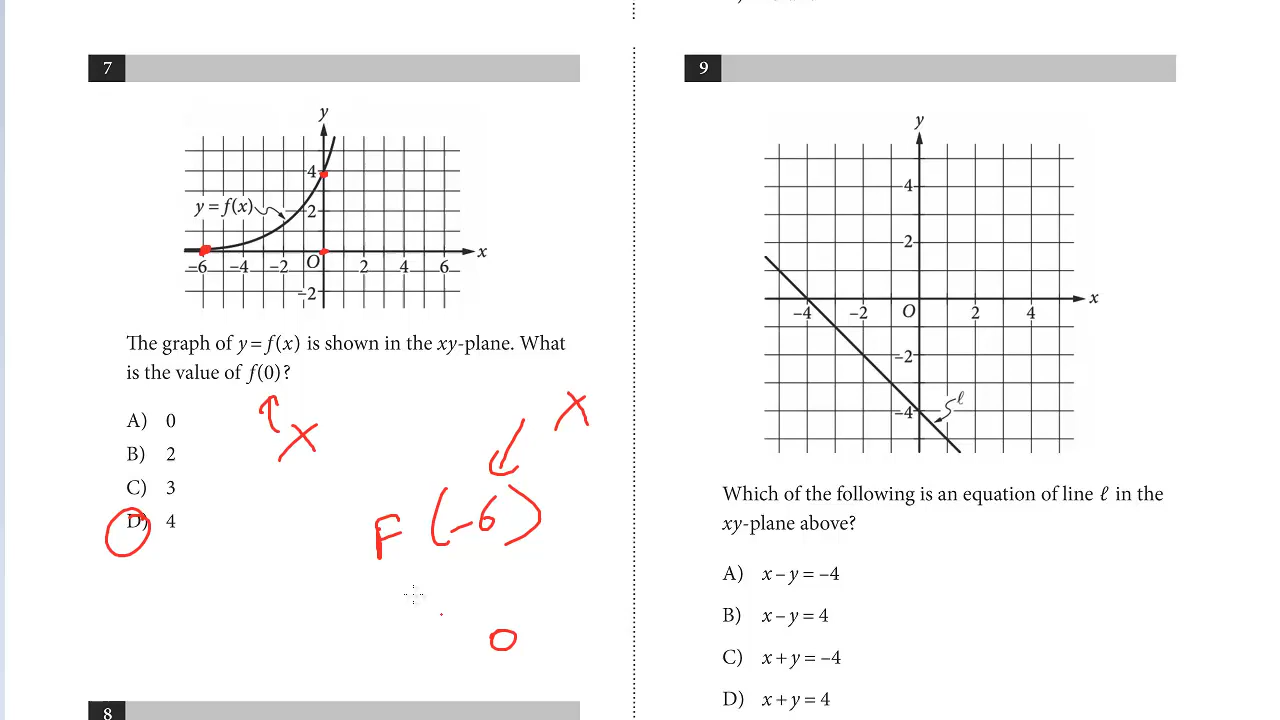 7
y
4
y = f(x)
2
–6 –4 –2 O 2 4 6 x
–2
The graph of y = f(x) is shown in the xy-plane. What
is the value of f(0)?
A) 0
B) 2
C) 3
D) 4
X
X
F (-6)
0
8
9
y
4
2
–4 –2 O 2 4 x
–2
–4
ℓ
Which of the following is an equation of line ℓ in the
xy-plane above?
A) x – y = –4
B) x – y = 4
C) x + y = –4
D) x + y = 4